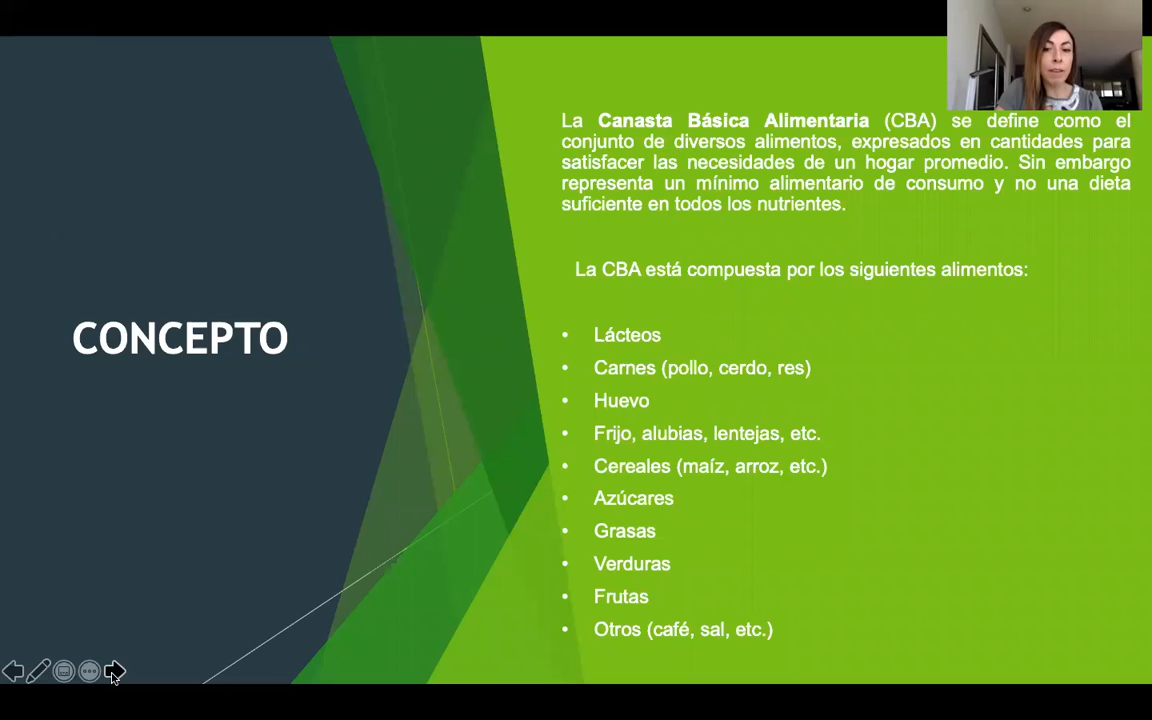 CONCEPTO
La Canasta Básica Alimentaria (CBA) se define como el
conjunto de diversos alimentos, expresados en cantidades para
satisfacer las necesidades de un hogar promedio. Sin embargo
representa un mínimo alimentario de consumo y no una dieta
suficiente en todos los nutrientes.
La CBA está compuesta por los siguientes alimentos:
• Lácteos
• Carnes (pollo, cerdo, res)
• Huevo
• Frijo, alubias, lentejas, etc.
• Cereales (maíz, arroz, etc.)
• Azúcares
• Grasas
• Verduras
• Frutas
• Otros (café, sal, etc.)